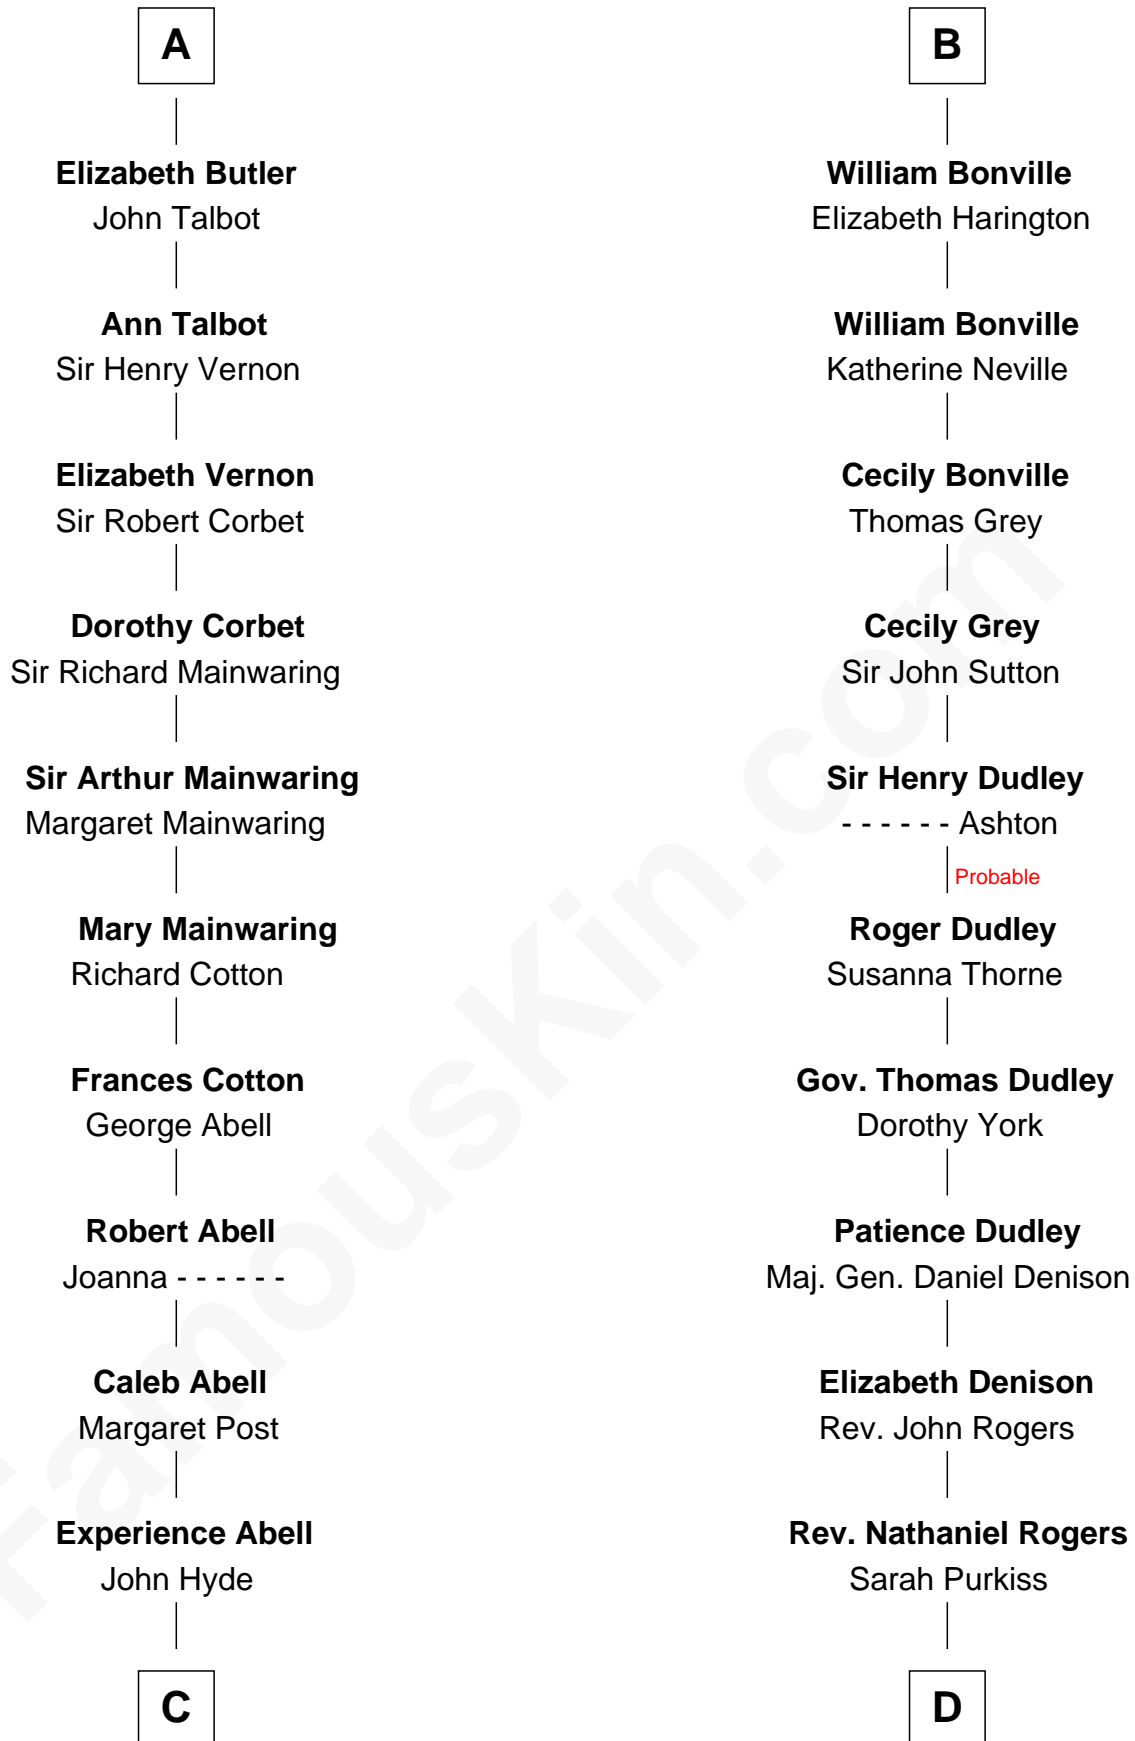 A
Elizabeth Butler
John Talbot
Ann Talbot
Sir Henry Vernon
Elizabeth Vernon
Sir Robert Corbet
Dorothy Corbet
Sir Richard Mainwaring
Sir Arthur Mainwaring
Margaret Mainwaring
Mary Mainwaring
Richard Cotton
Frances Cotton
George Abell
Robert Abell
Joanna - - - - - -
Caleb Abell
Margaret Post
Experience Abell
John Hyde
C
B
William Bonville
Elizabeth Harington
William Bonville
Katherine Neville
Cecily Bonville
Thomas Grey
Cecily Grey
Sir John Sutton
Sir Henry Dudley
- - - - - - Ashton
Probable
Roger Dudley
Susanna Thorne
Gov. Thomas Dudley
Dorothy York
Patience Dudley
Maj. Gen. Daniel Denison
Elizabeth Denison
Rev. John Rogers
Rev. Nathaniel Rogers
Sarah Purkiss
D
FamousKin.com